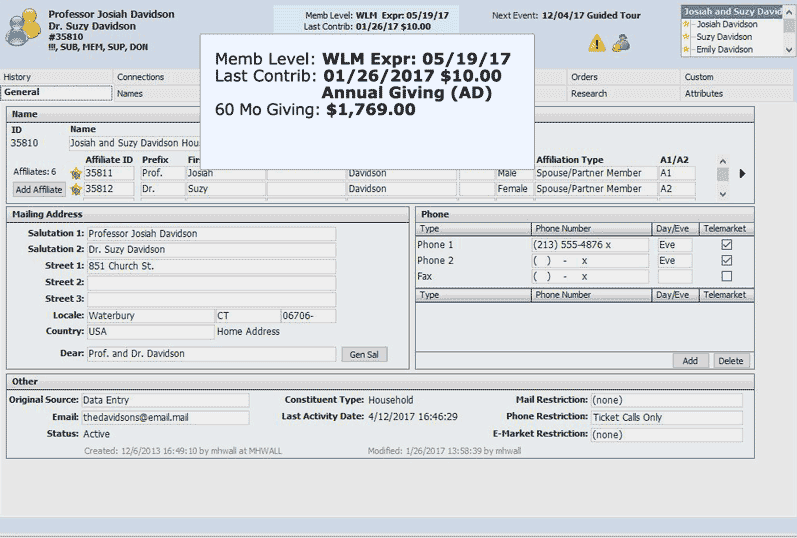 Professor Josiah Davidson
Dr. Suzy Davidson
#35810
!!!, SUB, MEM, SUP, DON
Memb Level: WLM Expr: 05/19/17
Last Contrib: 01/26/17 $10.00
Next Event: 12/04/17 Guided Tour
Josiah and Suzy David
Josiah Davidson
Suzy Davidson
Emily Davidson
Memb Level: WLM Expr: 05/19/17
Last Contrib: 01/26/2017 $10.00
Annual Giving (AD)
60 Mo Giving: $1,769.00
History Connections Orders Custom
General Names Research Attributes
Name
ID Name
35810 Josiah and Suzy Davidson Hou
Affiliate ID Prefix Fir Affiliation Type A1/A2
Affiliates: 6 35811 Prof. Josiah Davidson Male Spouse/Partner Member A1
Add Affiliate 35812 Dr. Suzy Davidson Female Spouse/Partner Member A2
Mailing Address
Salutation 1: Professor Josiah Davidson
Salutation 2: Dr. Suzy Davidson
Street 1: 851 Church St.
Street 2:
Street 3:
Locale: Waterbury CT 06706-
Country: USA Home Address
Dear: Prof. and Dr. Davidson Gen Sal
Phone
Type Phone Number Day/Eve Telemarket
Phone 1 (213) 555-4876 x Eve
Phone 2 ( ) - x Eve
Fax ( ) - x
Type Phone Number Day/Eve Telemarket
Add Delete
Other
Original Source: Data Entry Constituent Type: Household Mail Restriction: (none)
Email: thedavidsons@email.mail Last Activity Date: 4/12/2017 16:46:29 Phone Restriction: Ticket Calls Only
Status: Active E-Market Restriction: (none)
Created: 12/6/2013 16:49:10 by mhwall at MHWALL Modified: 1/26/2017 13:58:39 by mhwall